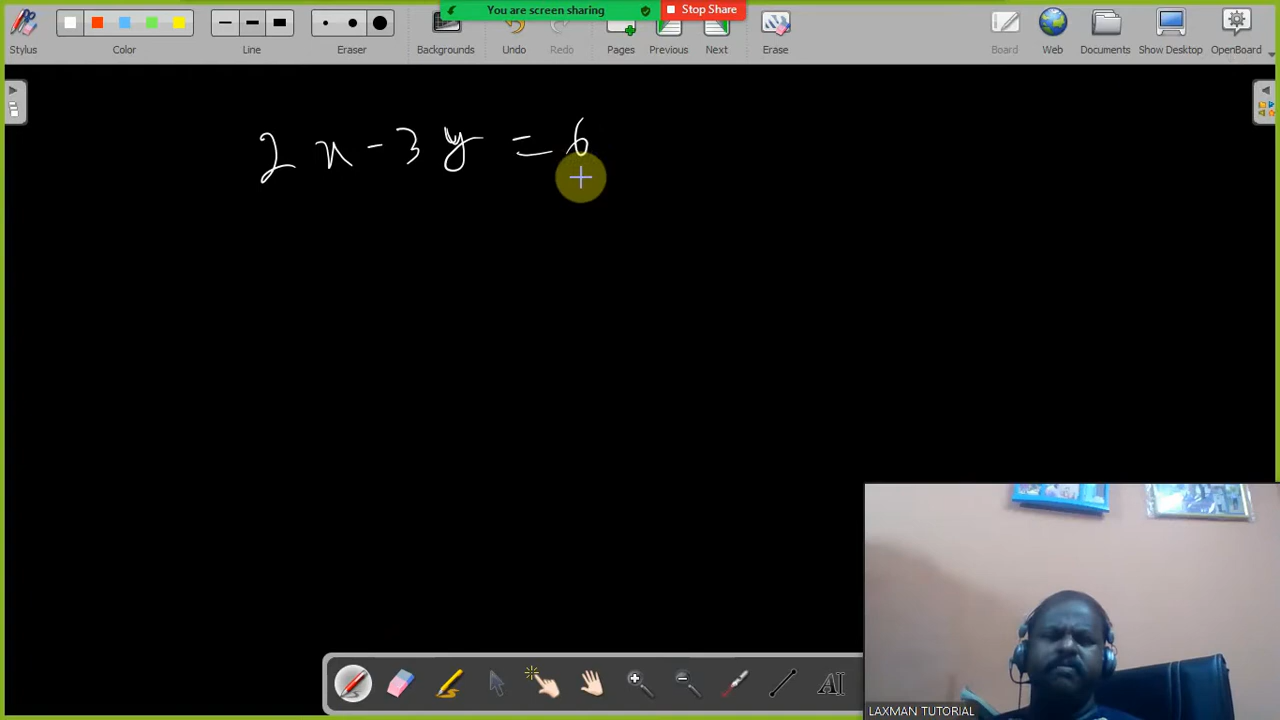 You are screen sharing Stop Share
Stylus Color Line Eraser Backgrounds Undo Redo Pages Previous Next Erase Board Web Documents Show Desktop OpenBoard
2x - 3y = 6
AI
LAXMAN TUTORIAL